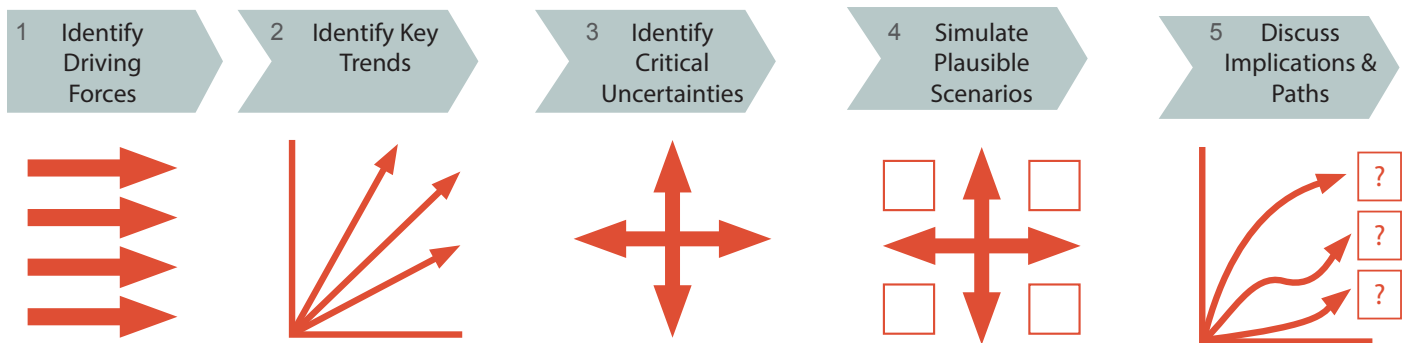 1 Identify
Driving
Forces
2 Identify Key
Trends
3 Identify
Critical
Uncertainties
4 Simulate
Plausible
Scenarios
5 Discuss
Implications &
Paths
?
?
?